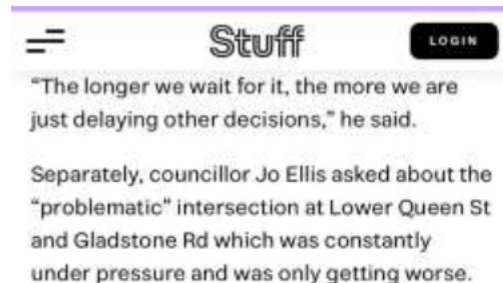 Stuff
LOGIN
“The longer we wait for it, the more we are
just delaying other decisions,” he said.
Separately, councillor Jo Ellis asked about the
“problematic” intersection at Lower Queen St
and Gladstone Rd which was constantly
under pressure and was only getting worse.